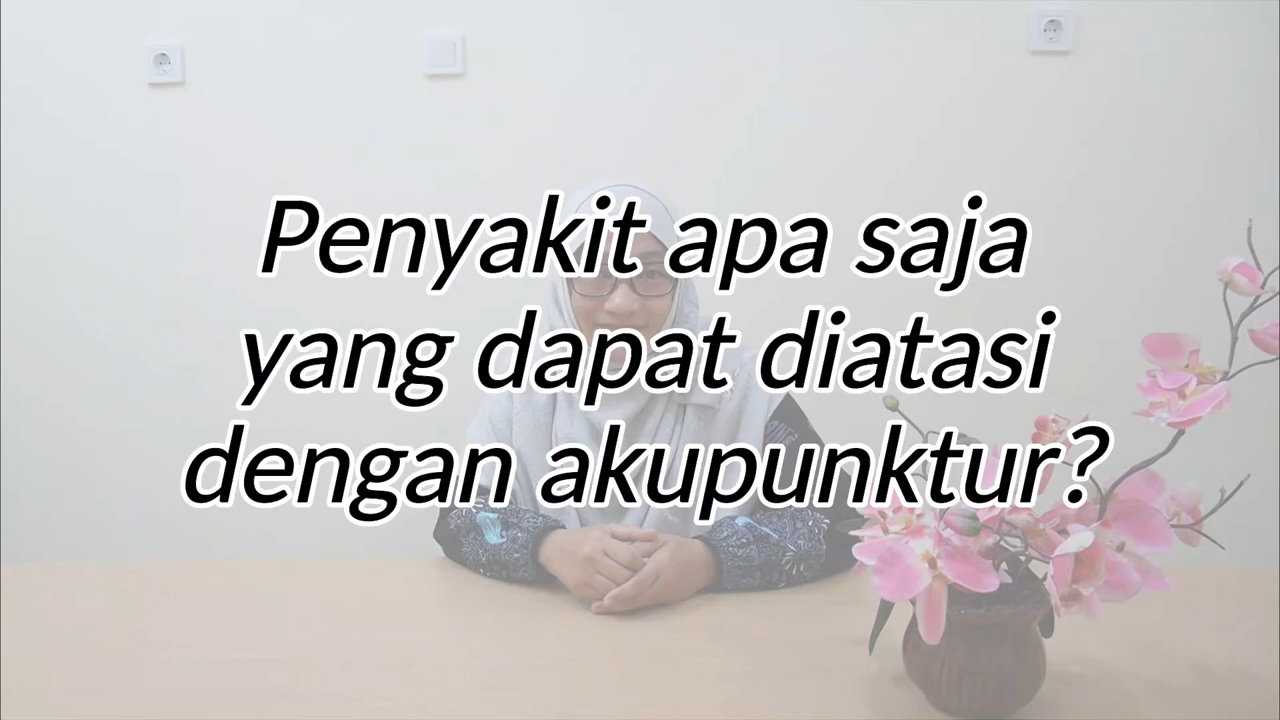 Penyakit apa saja
yang dapat diatasi
dengan akupunktur?